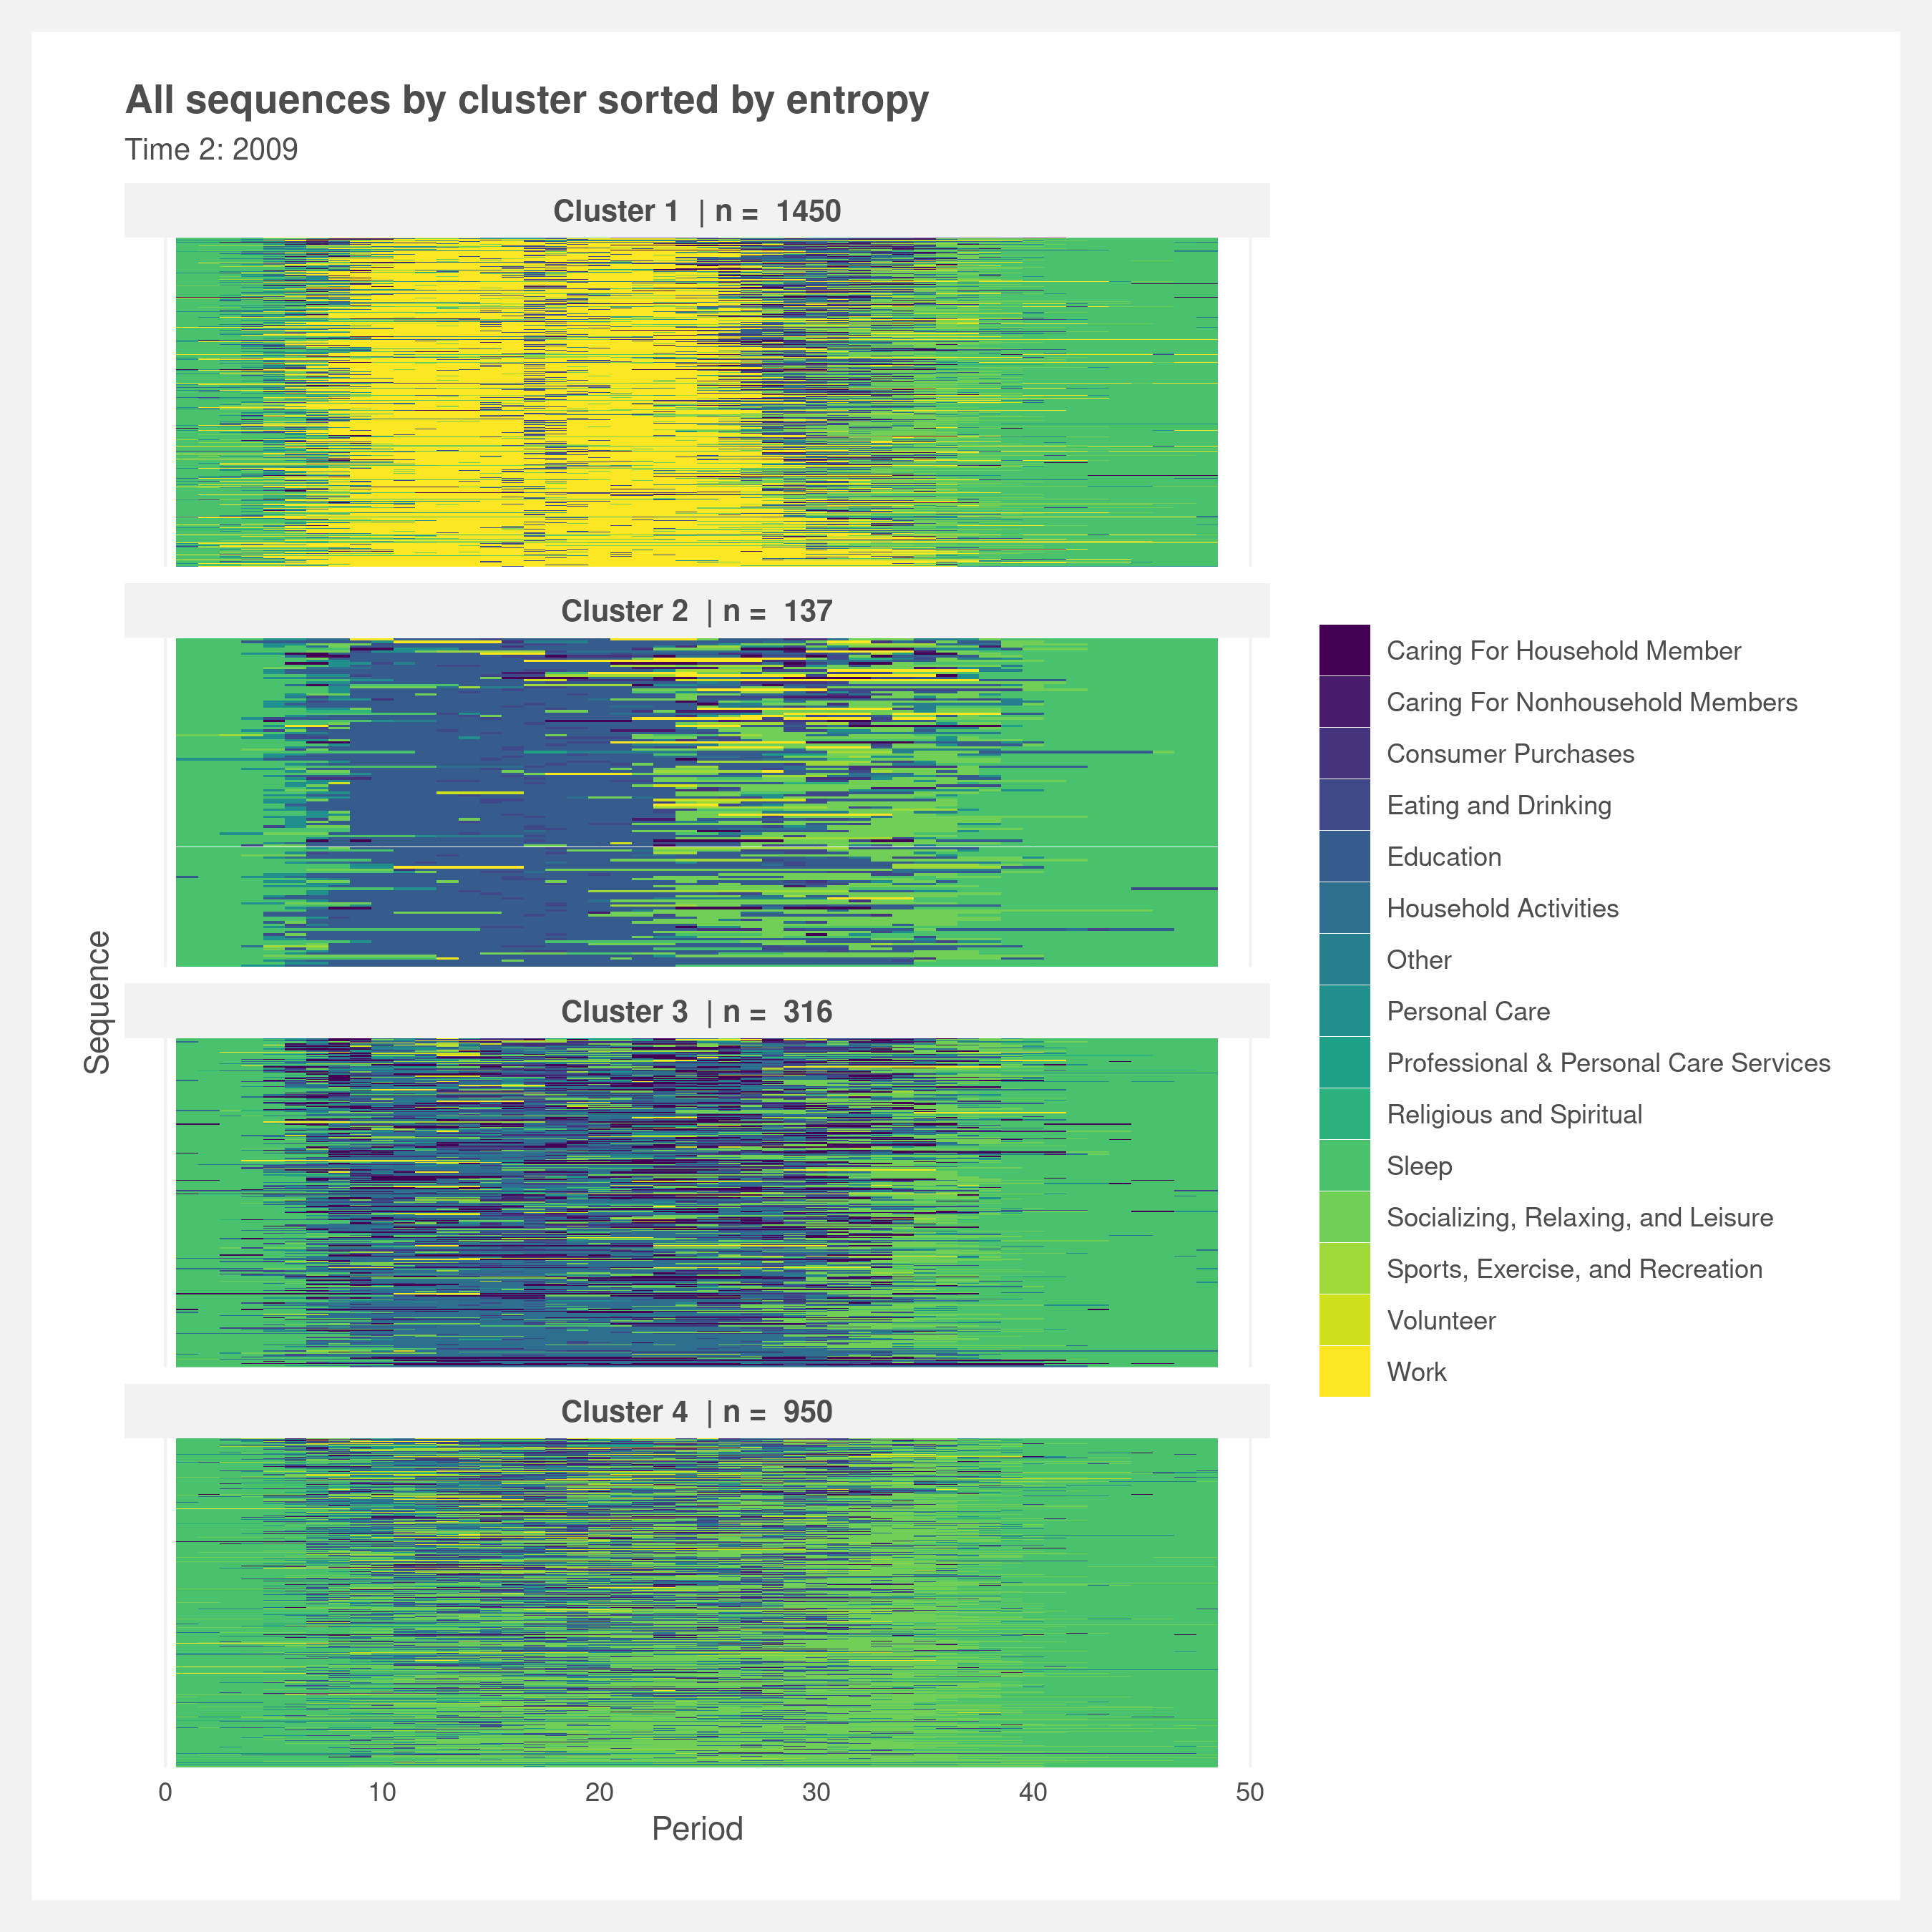 All sequences by cluster sorted by entropy
Time 2: 2009
Cluster 1 | n = 1450
Cluster 2 | n = 137
Cluster 3 | n = 316
Cluster 4 | n = 950
Sequence
0 10 20 30 40 50
Period
Caring For Household Member
Caring For Nonhousehold Members
Consumer Purchases
Eating and Drinking
Education
Household Activities
Other
Personal Care
Professional & Personal Care Services
Religious and Spiritual
Sleep
Socializing, Relaxing, and Leisure
Sports, Exercise, and Recreation
Volunteer
Work